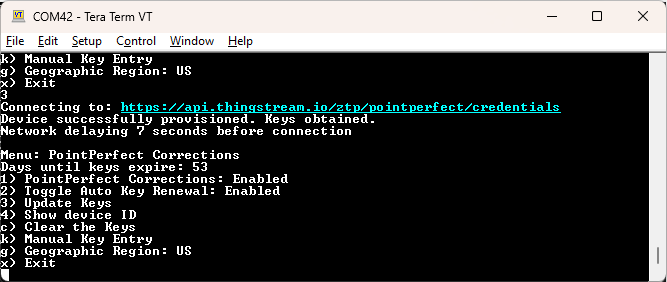 COM42 - Tera Term VT
File Edit Setup Control Window Help
k) Manual Key Entry
g) Geographic Region: US
x) Exit
3
Connecting to: https://api.thingstream.io/ztp/pointperfect/credentials
Device successfully provisioned. Keys obtained.
Network delaying 7 seconds before connection
Menu: PointPerfect Corrections
Days until keys expire: 53
1) PointPerfect Corrections: Enabled
2) Toggle Auto Key Renewal: Enabled
3) Update Keys
4) Show device ID
c) Clear the Keys
k) Manual Key Entry
g) Geographic Region: US
x) Exit